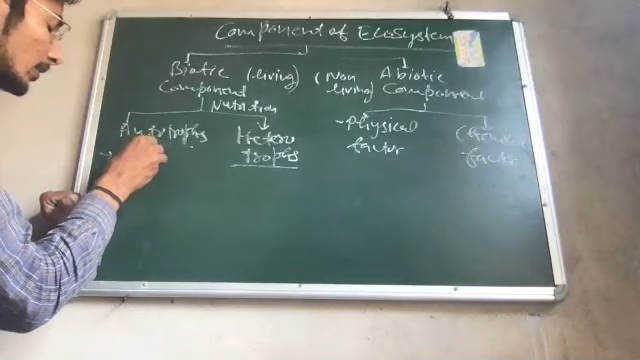 Component of EcoSystem
Biotic (living)
Component
(Non living) Abiotic
Component
Nutrition
Autotrophs
Hetero
trophs
- Physical
factor
Chemical
factor